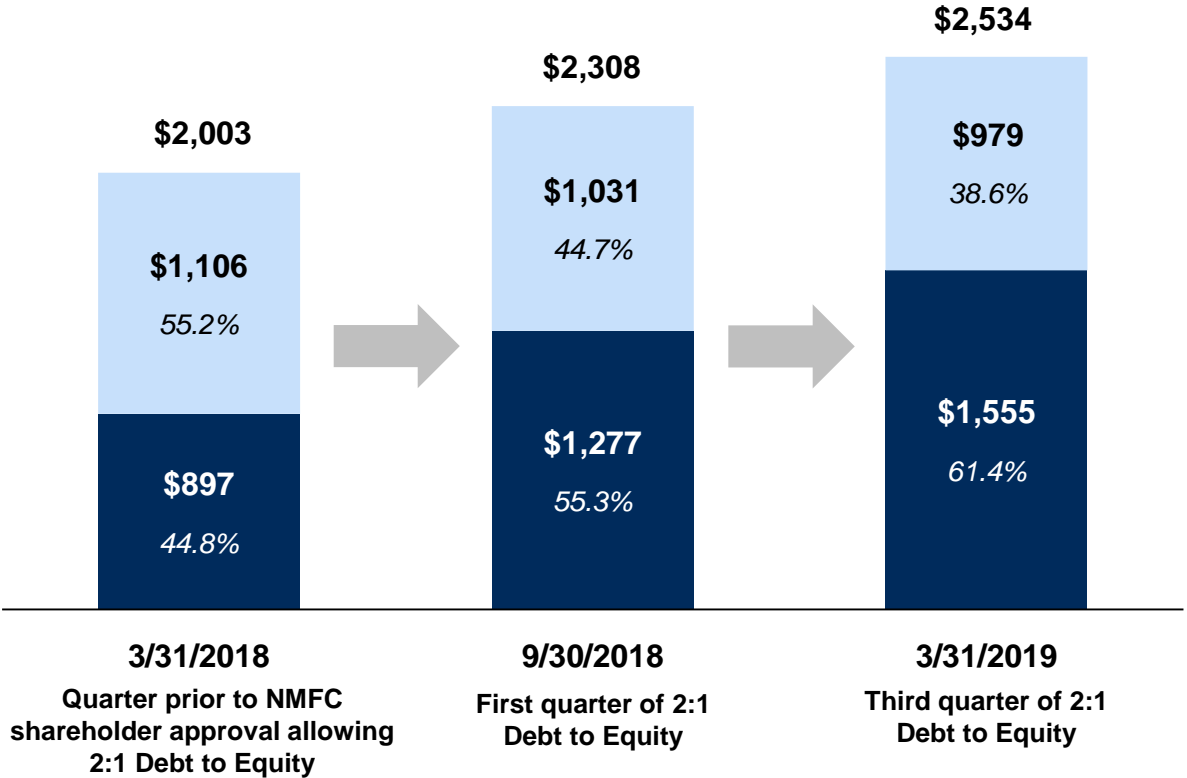 $2,003
$1,106
55.2%
$897
44.8%
$2,308
$1,031
44.7%
$1,277
55.3%
$2,534
$979
38.6%
$1,555
61.4%
3/31/2018
Quarter prior to NMFC
shareholder approval allowing
2:1 Debt to Equity
9/30/2018
First quarter of 2:1
Debt to Equity
3/31/2019
Third quarter of 2:1
Debt to Equity